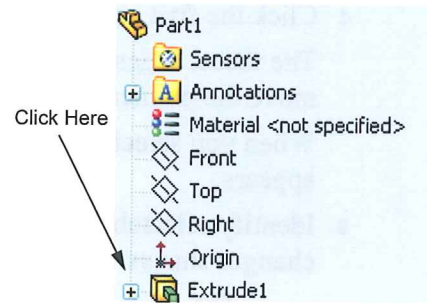 Part1
Sensors
Annotations
Click Here
Material <not specified>
Front
Top
Right
Origin
Extrude1